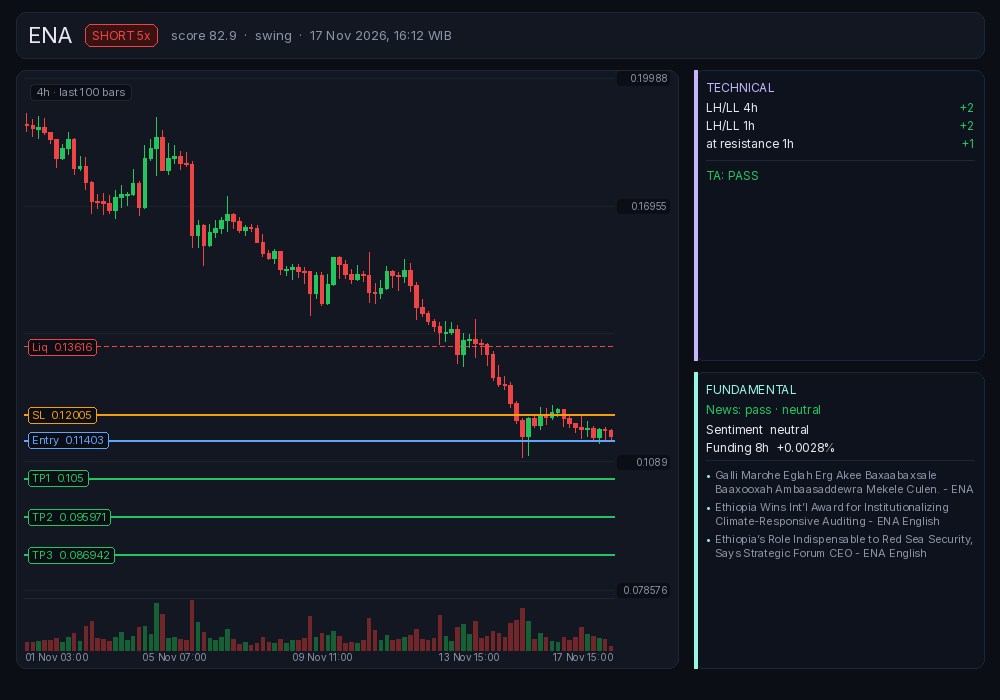 ENA SHORT 5x score 82.9 · swing · 17 Nov 2026, 16:12 WIB
4h · last 100 bars
0.19988
0.16955
Liq 0.13616
SL 0.12005
Entry 0.11403
0.1089
TP1 0.105
TP2 0.095971
TP3 0.086942
0.078576
01 Nov 03:00 05 Nov 07:00 09 Nov 11:00 13 Nov 15:00 17 Nov 15:00
TECHNICAL
LH/LL 4h +2
LH/LL 1h +2
at resistance 1h +1
TA: PASS
FUNDAMENTAL
News: pass · neutral
Sentiment neutral
Funding 8h +0.0028%
• Galli Marohe Eglah Erg Akee Baxaabaxsale
Baaxooxah Ambaasaddewra Mekele Culen. - ENA
• Ethiopia Wins Int'l Award for Institutionalizing
Climate-Responsive Auditing - ENA English
• Ethiopia's Role Indispensable to Red Sea Security,
Says Strategic Forum CEO - ENA English